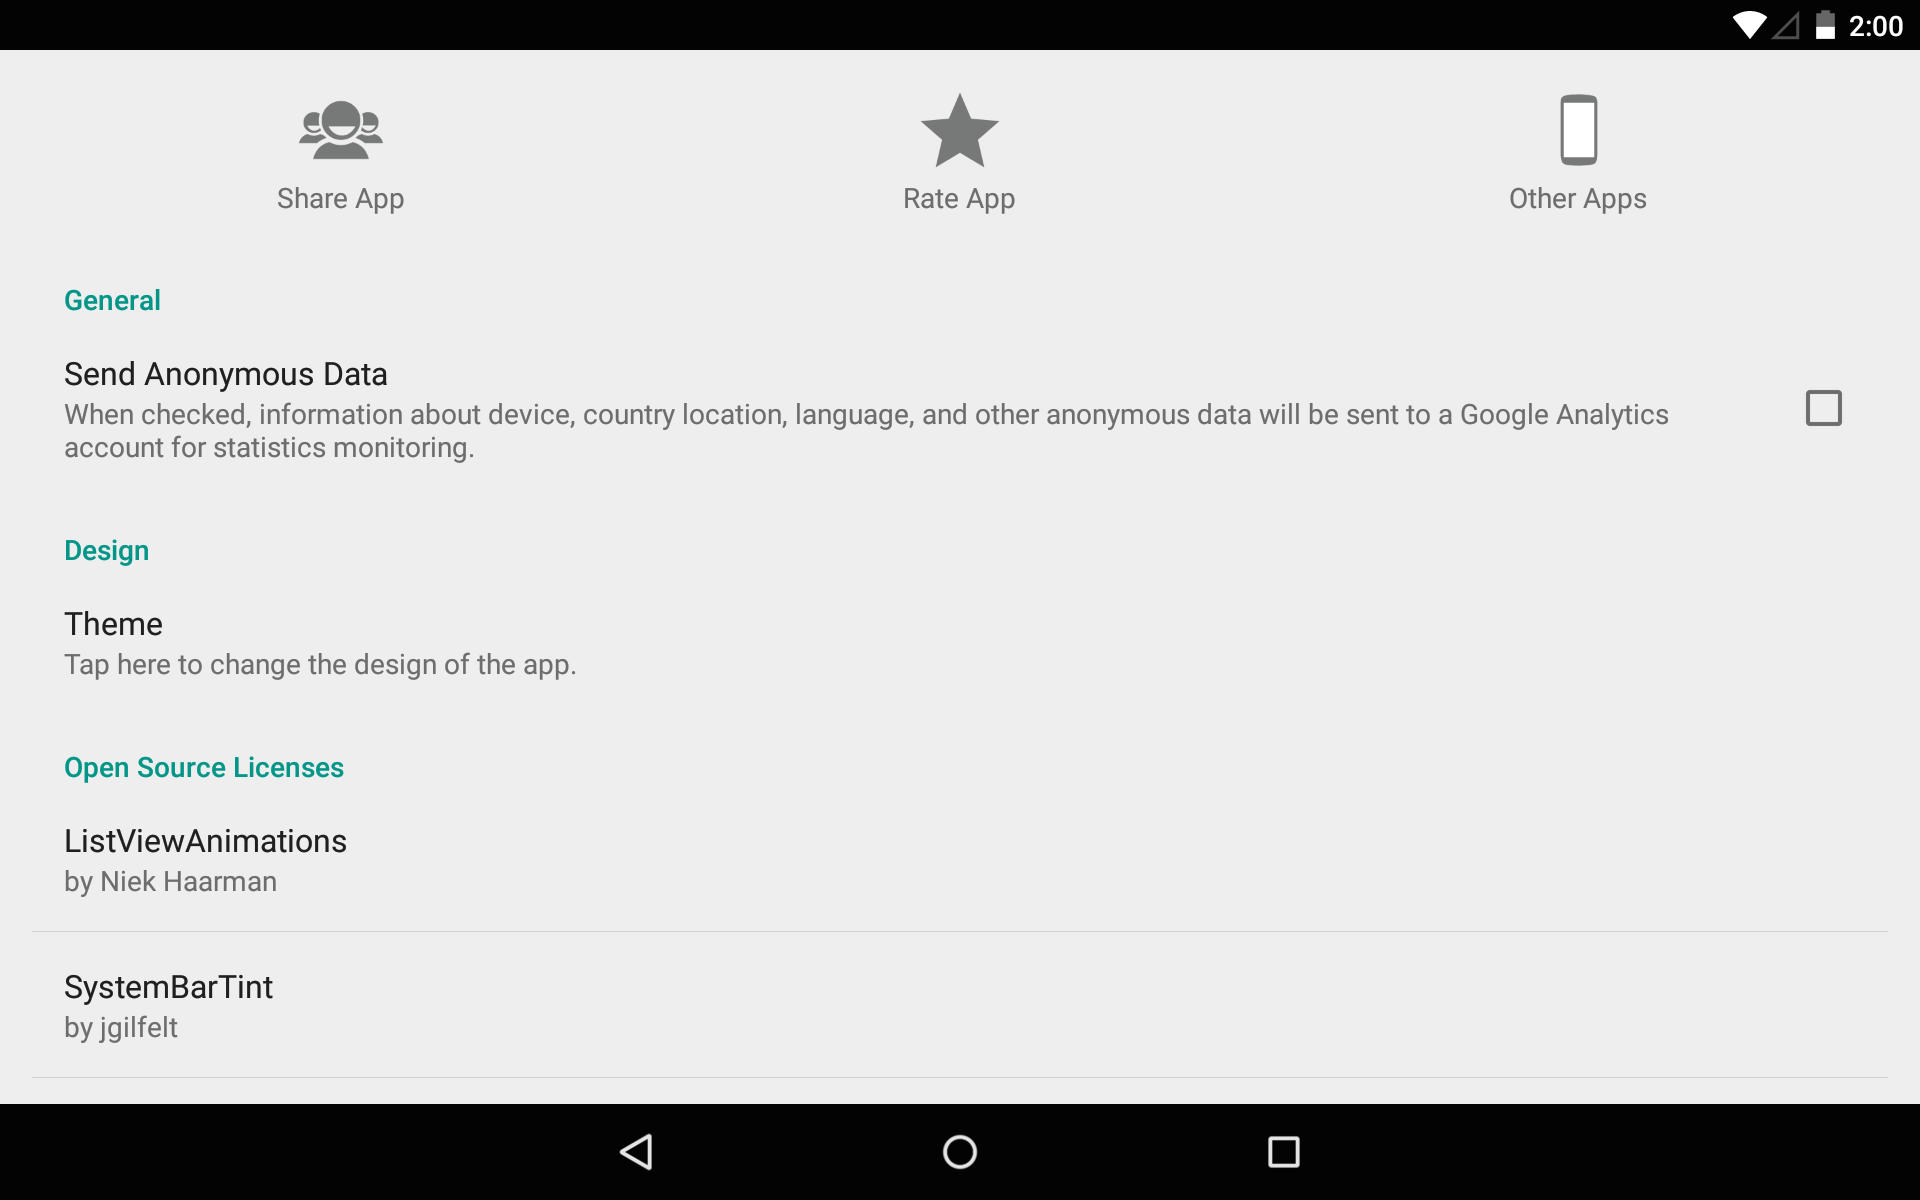 2:00
Share App
Rate App
Other Apps
General
Send Anonymous Data
When checked, information about device, country location, language, and other anonymous data will be sent to a Google Analytics
account for statistics monitoring.
Design
Theme
Tap here to change the design of the app.
Open Source Licenses
ListViewAnimations
by Niek Haarman
SystemBarTint
by jgilfelt